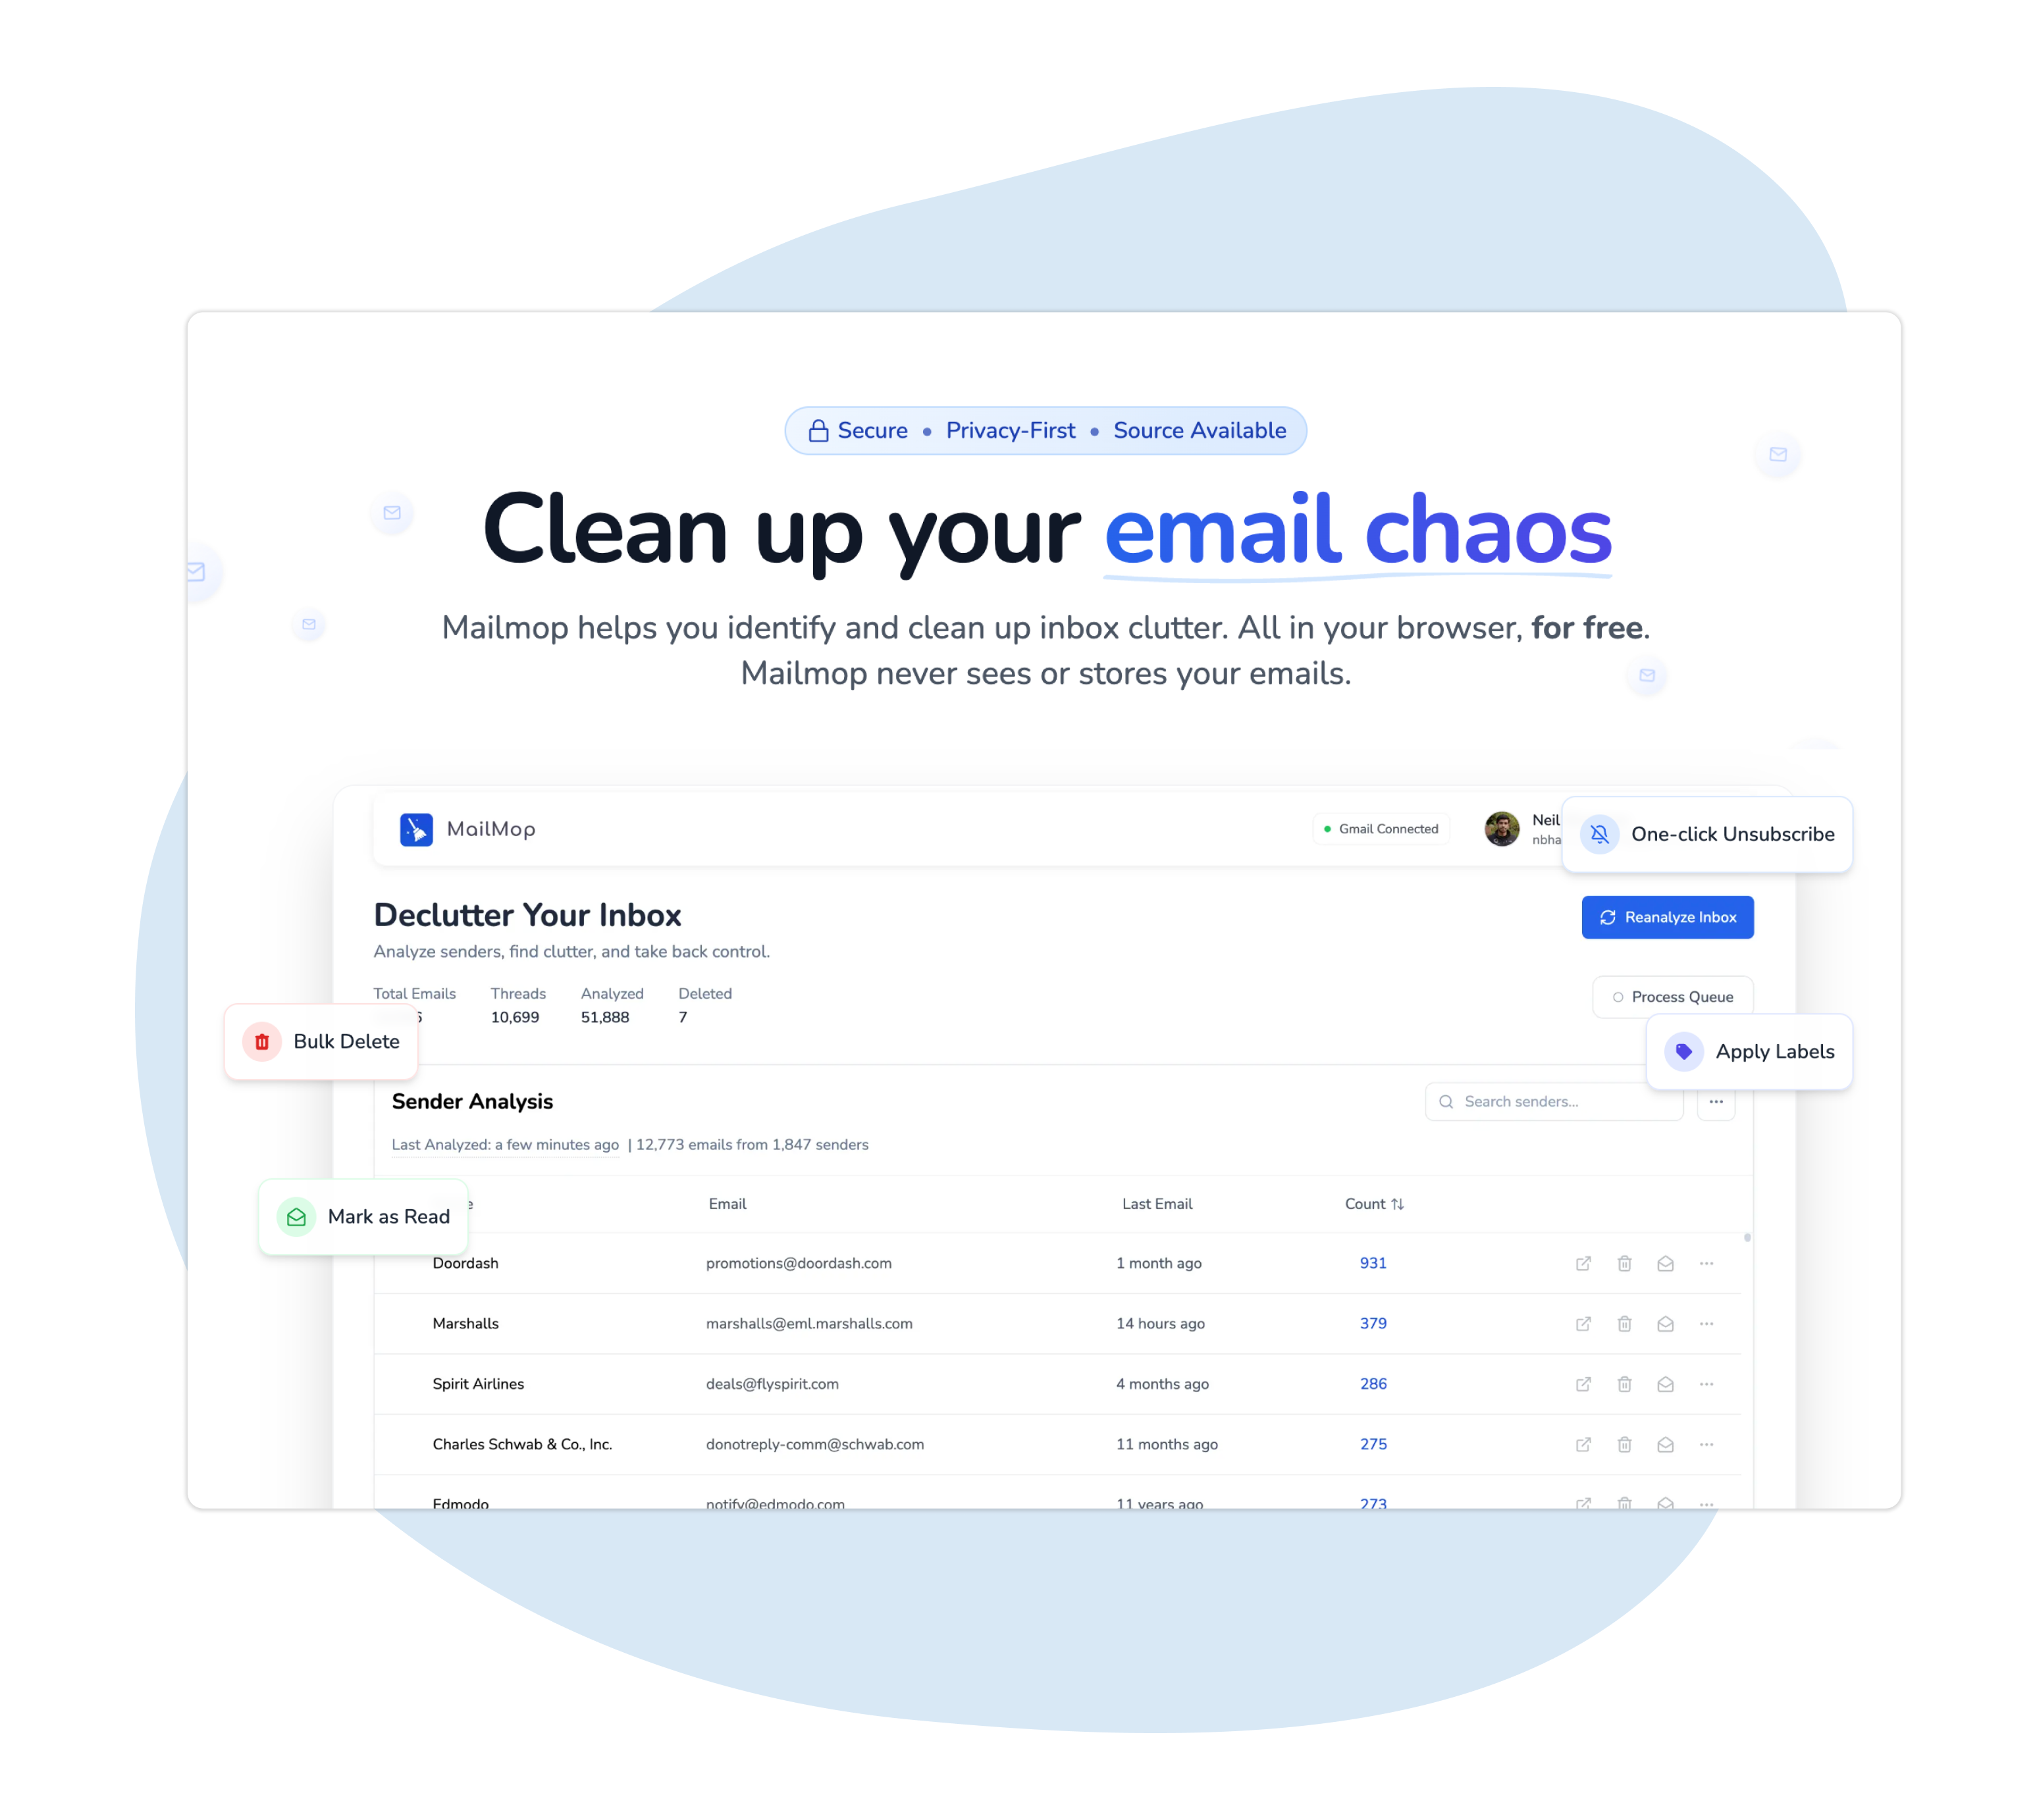 Secure • Privacy-First • Source Available
Clean up your email chaos
Mailmop helps you identify and clean up inbox clutter. All in your browser, for free.
Mailmop never sees or stores your emails.
MailMop
Gmail Connected
Neil
nbha
One-click Unsubscribe
Declutter Your Inbox
Reanalyze Inbox
Analyze senders, find clutter, and take back control.
Total Emails Threads Analyzed Deleted
6 10,699 51,888 7
Process Queue
Bulk Delete
Apply Labels
Sender Analysis
Search senders...
Last Analyzed: a few minutes ago | 12,773 emails from 1,847 senders
Mark as Read
e Email Last Email Count
Doordash promotions@doordash.com 1 month ago 931
Marshalls marshalls@eml.marshalls.com 14 hours ago 379
Spirit Airlines deals@flyspirit.com 4 months ago 286
Charles Schwab & Co., Inc. donotreply-comm@schwab.com 11 months ago 275
Edmodo notify@edmodo.com 11 years ago 273